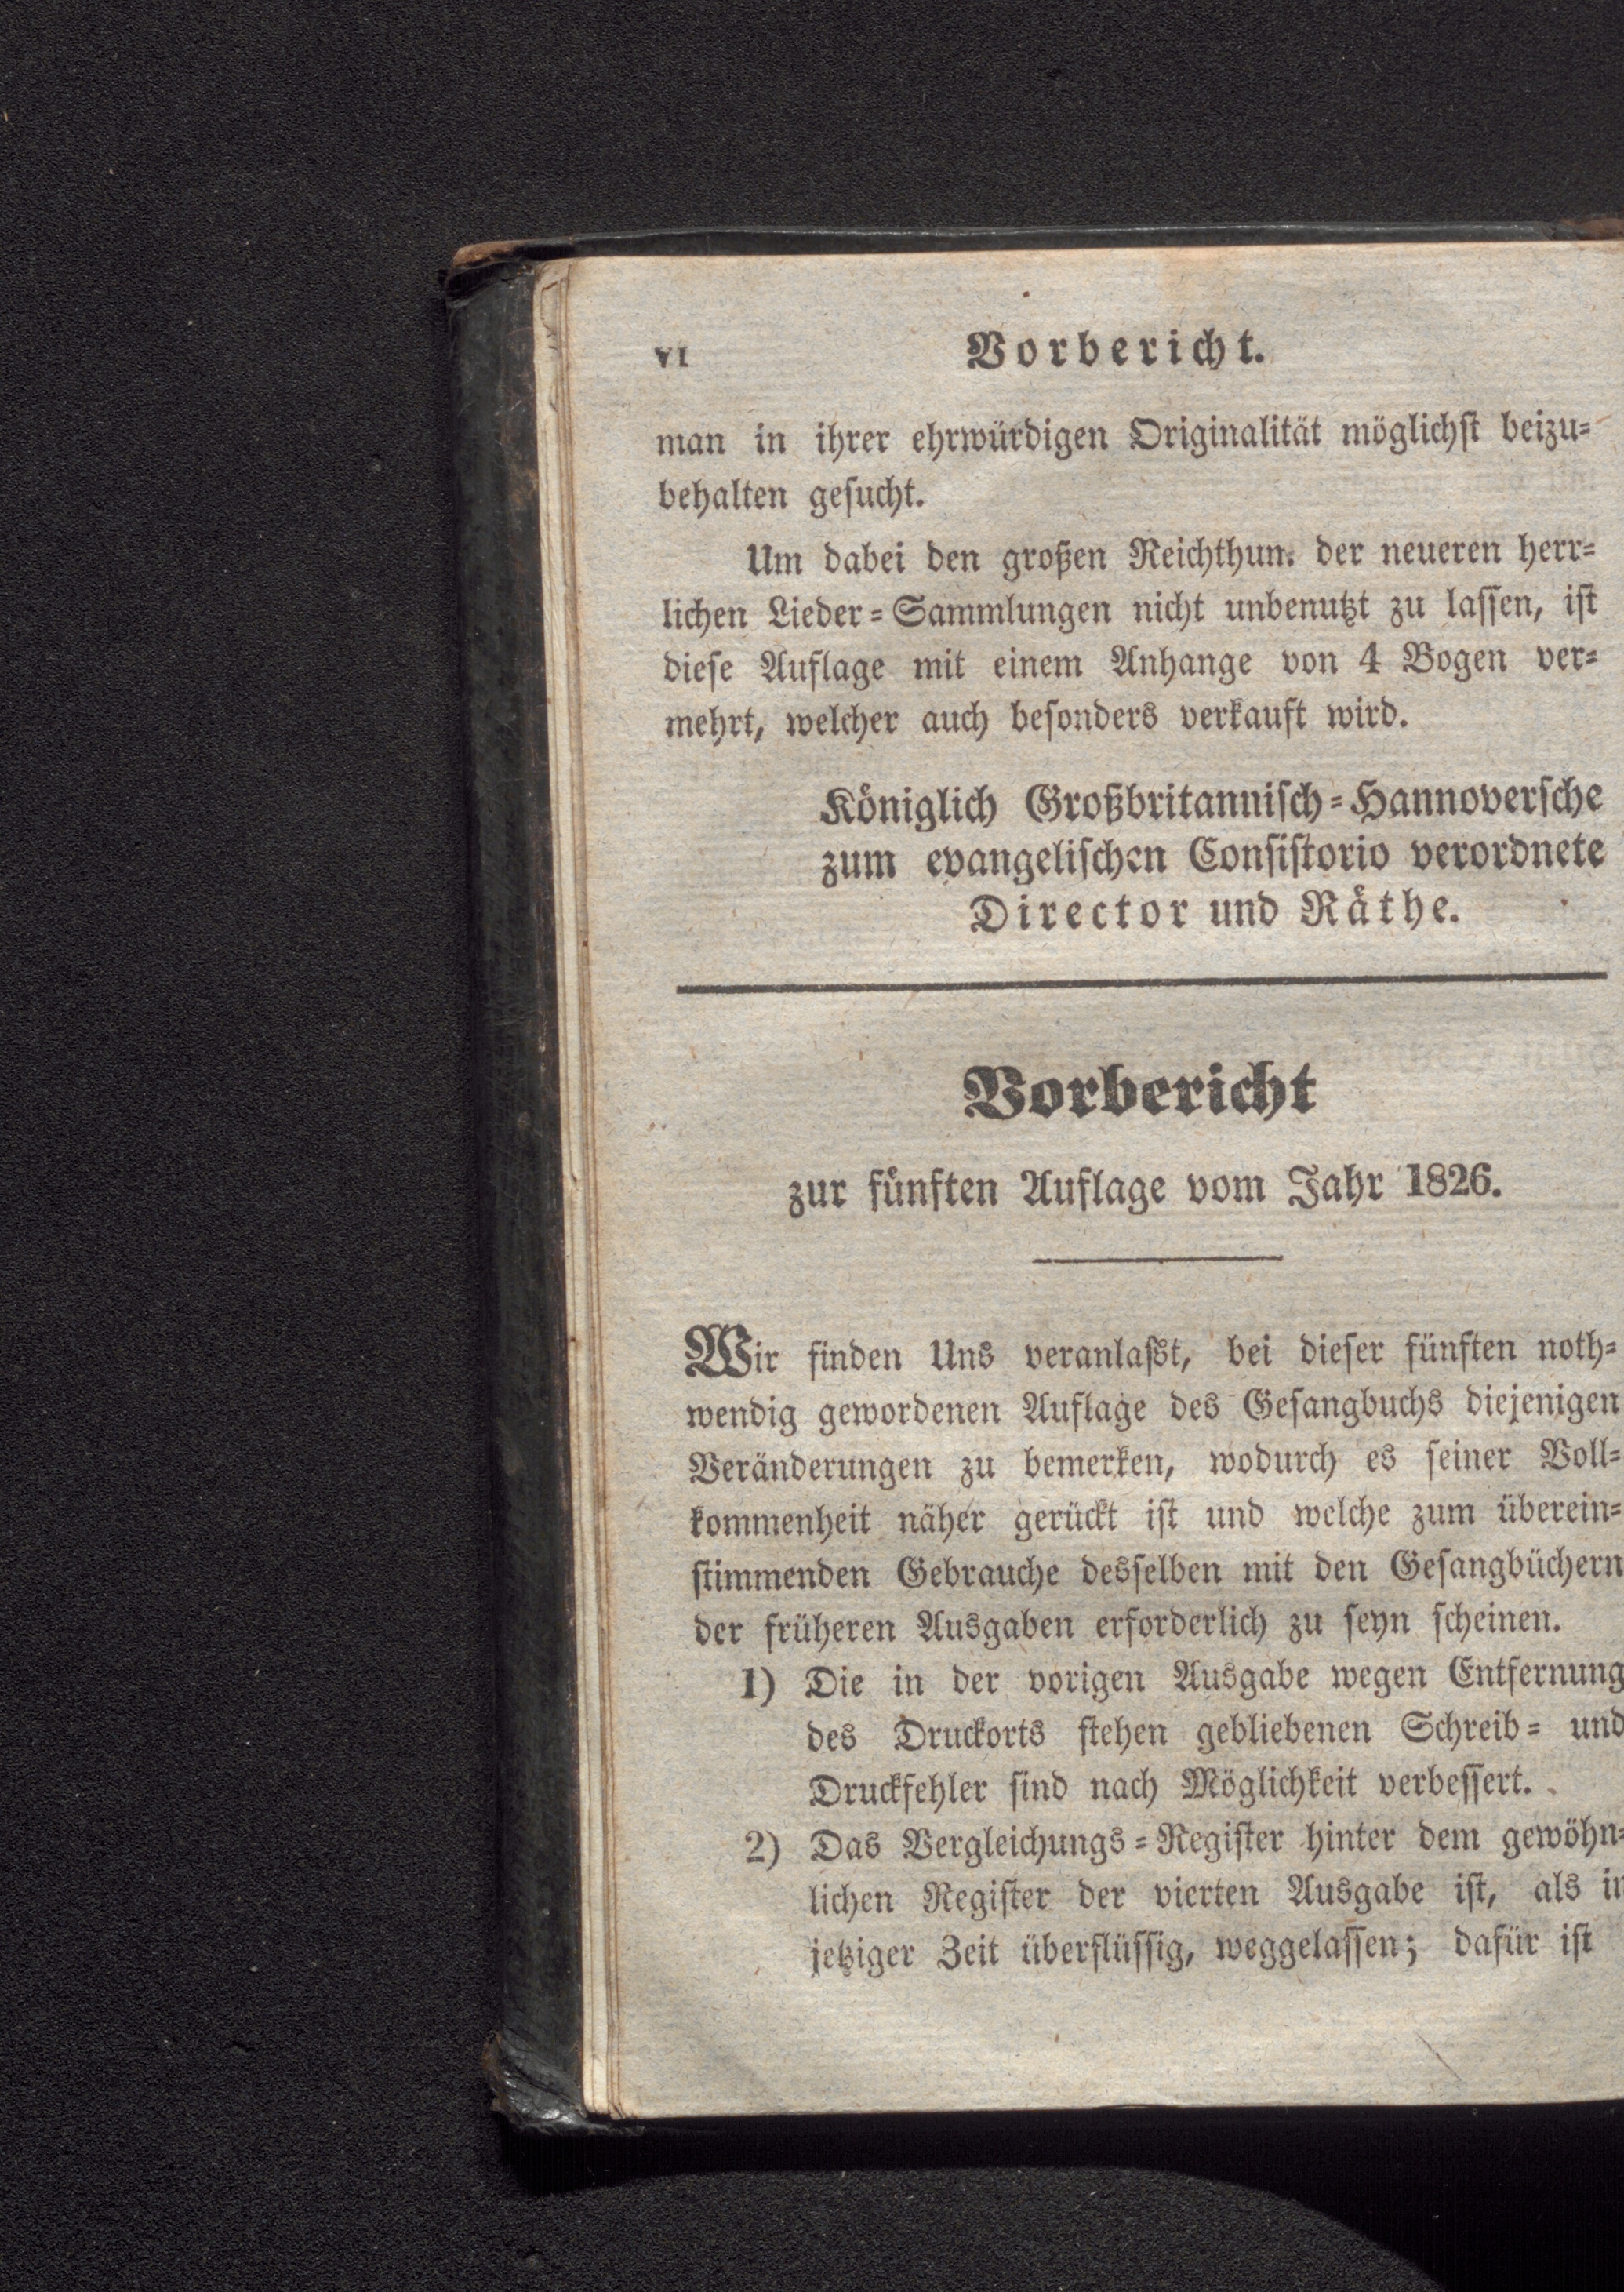 VI Vorbericht.
man in ihrer ehrwürdigen Originalität möglichst beizu=
behalten gesucht.
Um dabei den großen Reichthum der neueren herr=
lichen Lieder=Sammlungen nicht unbenutzt zu lassen, ist
diese Auflage mit einem Anhange von 4 Bogen ver=
mehrt, welcher auch besonders verkauft wird.
Königlich Großbritannisch=Hannoversche
zum evangelischen Consistorio verordnete
Director und Räthe.
Vorbericht
zur fünften Auflage vom Jahr 1826.
Wir finden Uns veranlaßt, bei dieser fünften noth=
wendig gewordenen Auflage des Gesangbuchs diejenigen
Veränderungen zu bemerken, wodurch es seiner Voll=
kommenheit näher gerückt ist und welche zum überein=
stimmenden Gebrauche desselben mit den Gesangbüchern
der früheren Ausgaben erforderlich zu seyn scheinen.
1) Die in der vorigen Ausgabe wegen Entfernung
des Druckorts stehen gebliebenen Schreib= und
Druckfehler sind nach Möglichkeit verbessert.
2) Das Vergleichungs=Register hinter dem gewöhn=
lichen Register der vierten Ausgabe ist, als in
jetziger Zeit überflüssig, weggelassen; dafür ist